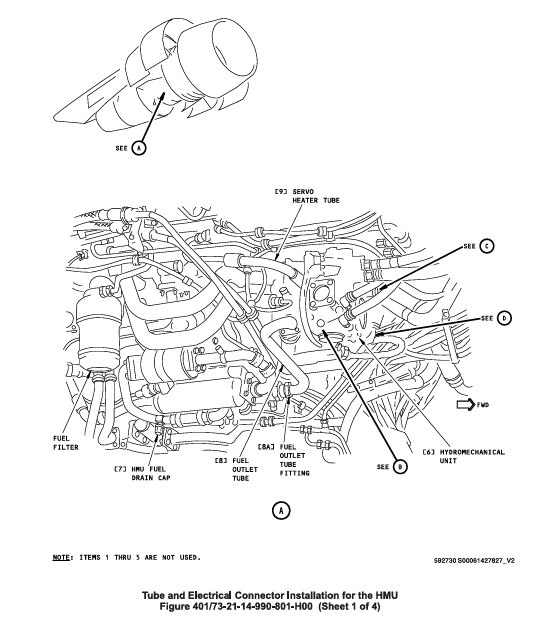 SEE A
[9] SERVO
HEATER TUBE
SEE C
SEE D
FWD
FUEL
FILTER
[7] HMU FUEL
DRAIN CAP
[8] FUEL
OUTLET
TUBE
[8A] FUEL
OUTLET
TUBE
FITTING
SEE B
[6] HYDROMECHANICAL
UNIT
A
NOTE: ITEMS 1 THRU 5 ARE NOT USED.
592730 S00061427827_V2
Tube and Electrical Connector Installation for the HMU
Figure 401/73-21-14-990-801-H00 (Sheet 1 of 4)